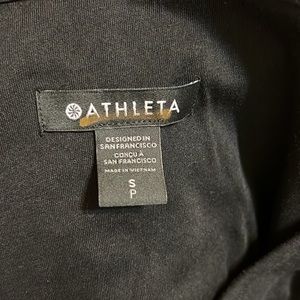 ATHLETA
DESIGNED IN
SAN FRANCISCO
CONÇU À
SAN FRANCISCO
MADE IN VIETNAM
S
P